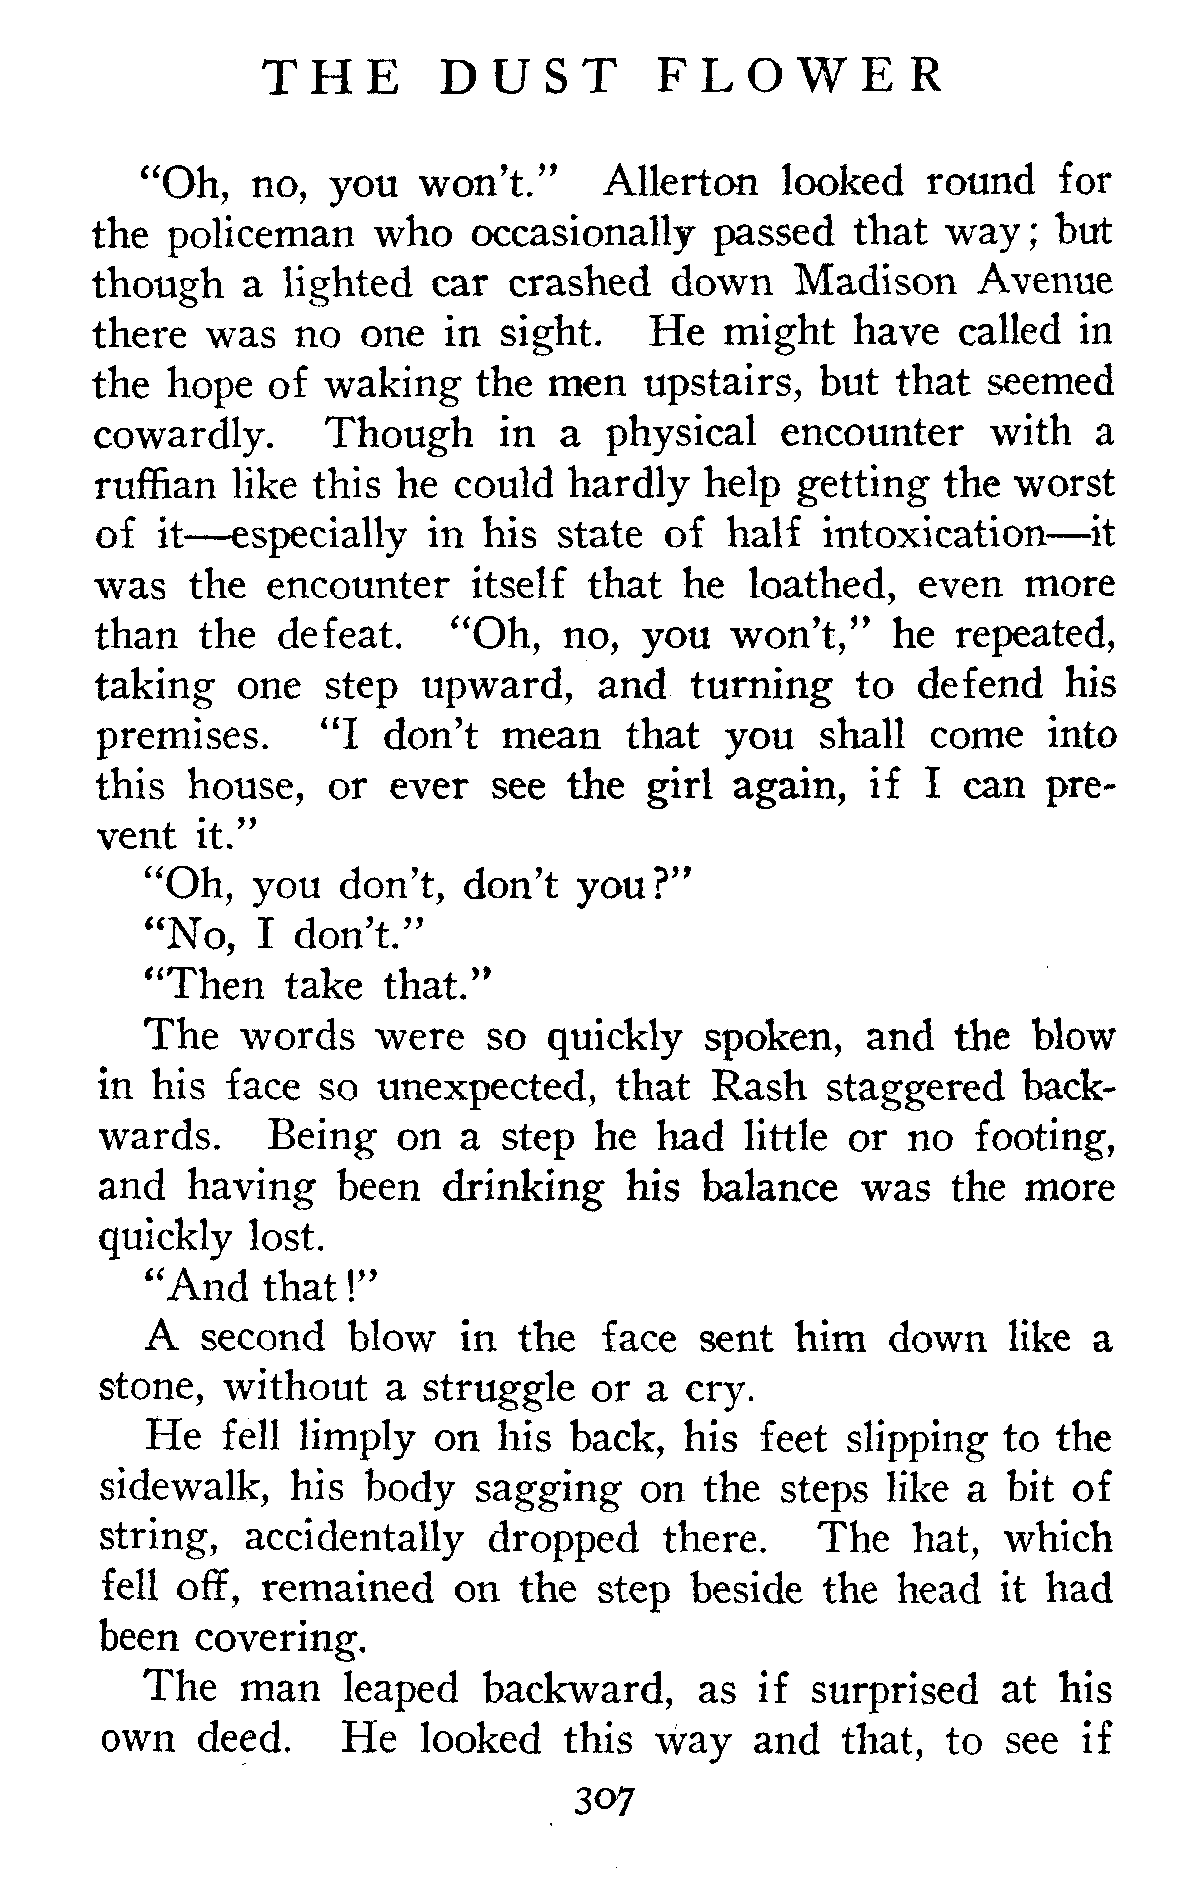 THE DUST FLOWER
“Oh, no, you won't.” Allerton looked round for
the policeman who occasionally passed that way; but
though a lighted car crashed down Madison Avenue
there was no one in sight. He might have called in
the hope of waking the men upstairs, but that seemed
cowardly. Though in a physical encounter with a
ruffian like this he could hardly help getting the worst
of it—especially in his state of half intoxication—it
was the encounter itself that he loathed, even more
than the defeat. “Oh, no, you won't,” he repeated,
taking one step upward, and turning to defend his
premises. “I don't mean that you shall come into
this house, or ever see the girl again, if I can pre-
vent it.”
“Oh, you don't, don't you?”
“No, I don't.”
“Then take that.”
The words were so quickly spoken, and the blow
in his face so unexpected, that Rash staggered back-
wards. Being on a step he had little or no footing,
and having been drinking his balance was the more
quickly lost.
“And that!”
A second blow in the face sent him down like a
stone, without a struggle or a cry.
He fell limply on his back, his feet slipping to the
sidewalk, his body sagging on the steps like a bit of
string, accidentally dropped there. The hat, which
fell off, remained on the step beside the head it had
been covering.
The man leaped backward, as if surprised at his
own deed. He looked this way and that, to see if
307